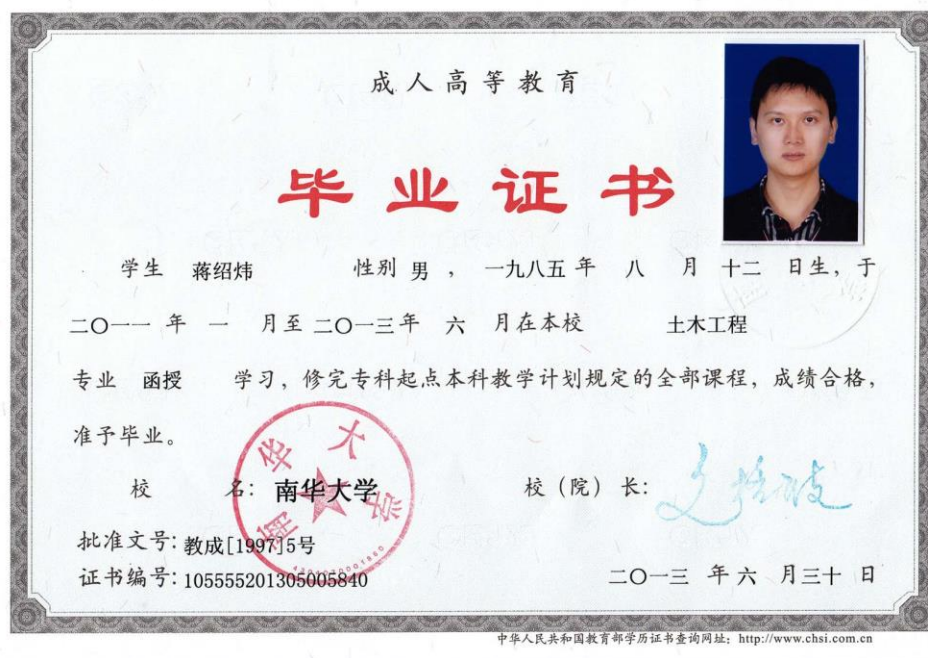 成人高等教育
毕业证书
学生 蒋绍炜 性别 男 ， 一九八五 年 八 月 十二 日生，于
二〇一一 年 一 月至 二〇一三 年 六 月在本校 土木工程
专业 函授 学习，修完专科起点本科教学计划规定的全部课程，成绩合格，
准予毕业。
南华大学
校 名：南华大学 校（院）长：
批准文号：教成[1997]5号
证书编号：105555201305005840
二〇一三 年 六 月 三十 日
中华人民共和国教育部学历证书查询网址：http://www.chsi.com.cn